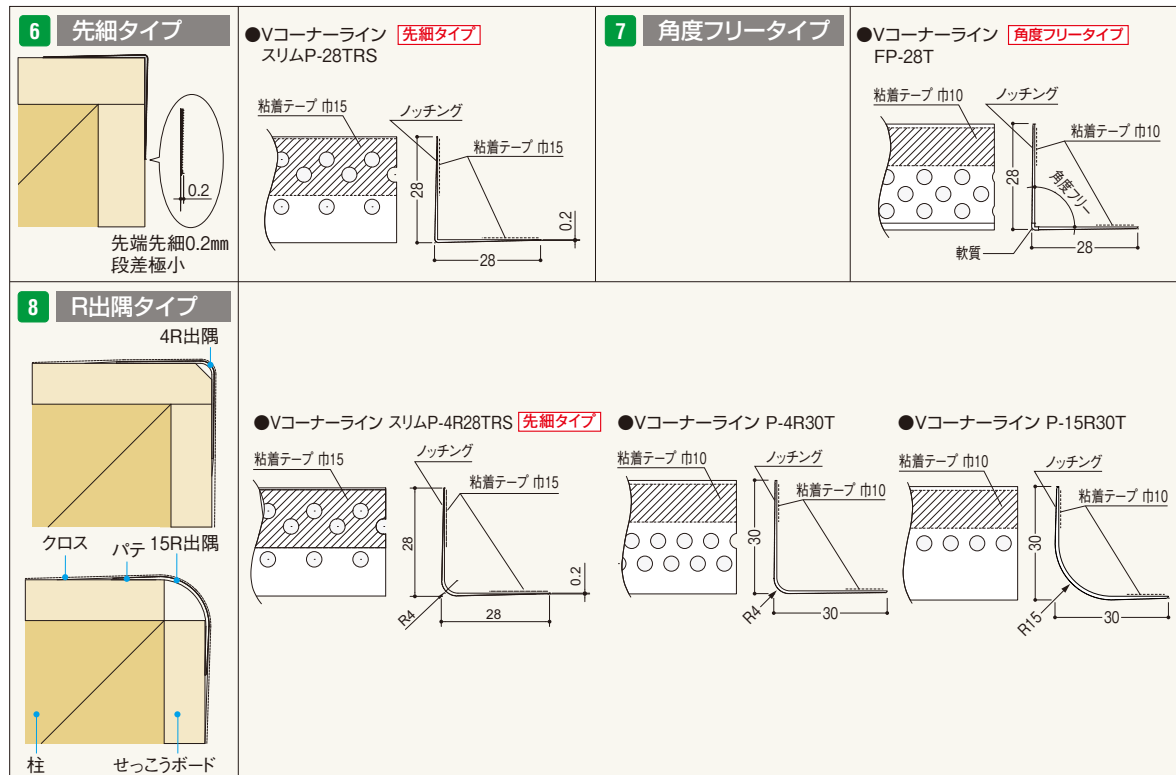 6 先細タイプ
0.2
先端先細0.2mm
段差極小
●Vコーナーライン 先細タイプ
スリムP-28TRS
粘着テープ 巾15
ノッチング
粘着テープ 巾15
28
0.2
28
7 角度フリータイプ
●Vコーナーライン 角度フリータイプ
FP-28T
粘着テープ 巾10
ノッチング
粘着テープ 巾10
28
角度フリー
軟質
28
8 R出隅タイプ
4R出隅
クロス
パテ
15R出隅
柱
せっこうボード
●Vコーナーライン スリムP-4R28TRS 先細タイプ
粘着テープ 巾15
ノッチング
粘着テープ 巾15
28
0.2
R4
28
●Vコーナーライン P-4R30T
粘着テープ 巾10
ノッチング
粘着テープ 巾10
30
R4
30
●Vコーナーライン P-15R30T
粘着テープ 巾10
ノッチング
粘着テープ 巾10
30
R15
30